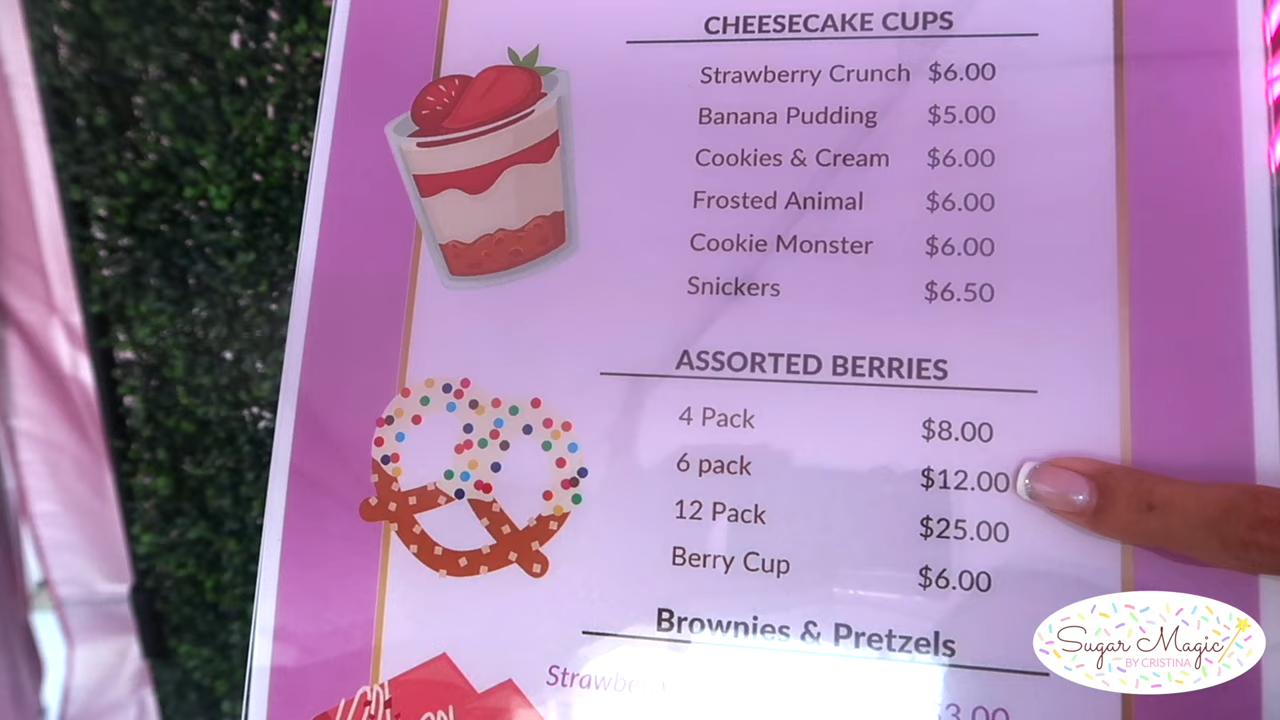 CHEESECAKE CUPS
Strawberry Crunch $6.00
Banana Pudding $5.00
Cookies & Cream $6.00
Frosted Animal $6.00
Cookie Monster $6.00
Snickers $6.50
ASSORTED BERRIES
4 Pack $8.00
6 pack $12.00
12 Pack $25.00
Berry Cup $6.00
Brownies & Pretzels
$3.00
Sugar Magic
BY CRISTINA